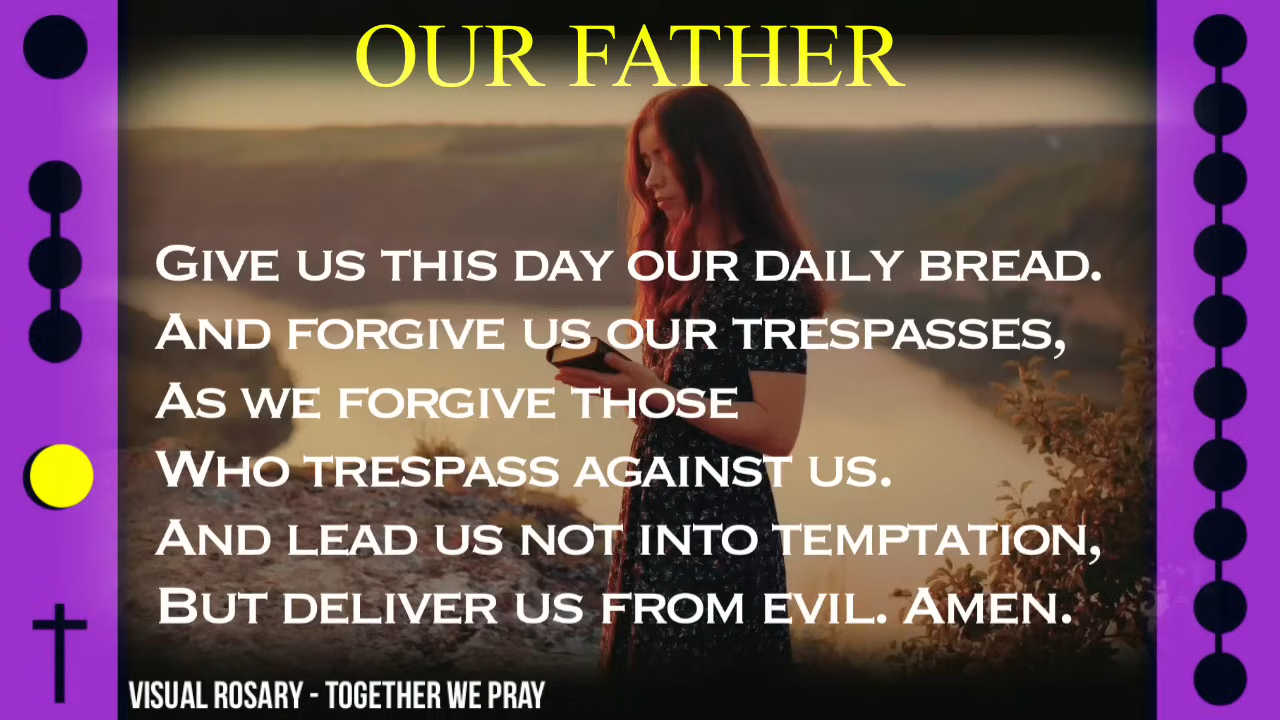 OUR FATHER
GIVE US THIS DAY OUR DAILY BREAD.
AND FORGIVE US OUR TRESPASSES,
AS WE FORGIVE THOSE
WHO TRESPASS AGAINST US.
AND LEAD US NOT INTO TEMPTATION,
BUT DELIVER US FROM EVIL. AMEN.
VISUAL ROSARY - TOGETHER WE PRAY